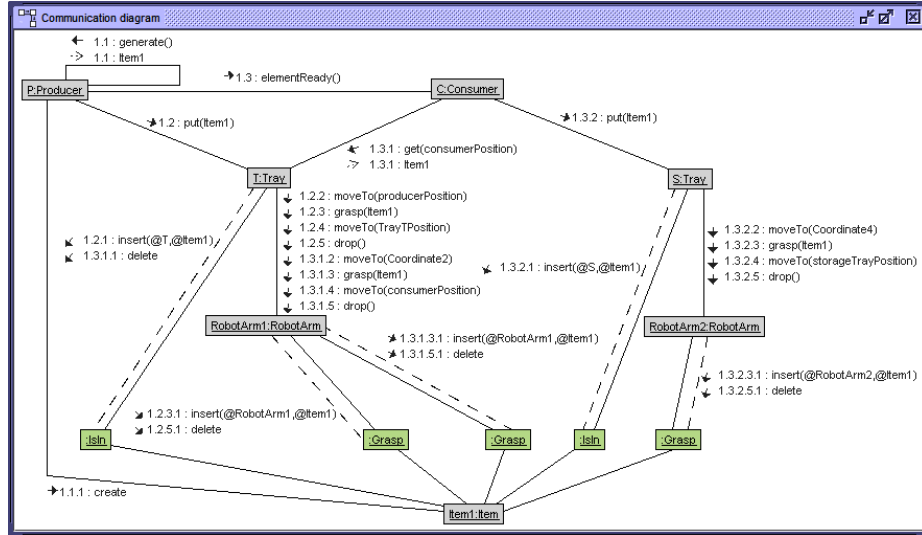 Communication diagram
1.1 : generate()
1.1 : Item1
1.3 : elementReady()
P:Producer
C:Consumer
1.2 : put(Item1)
1.3.2 : put(Item1)
1.3.1 : get(consumerPosition)
1.3.1 : Item1
T:Tray
S:Tray
1.2.2 : moveTo(producerPosition)
1.2.3 : grasp(Item1)
1.2.4 : moveTo(TrayTPosition)
1.2.5 : drop()
1.3.1.2 : moveTo(Coordinate2)
1.3.1.3 : grasp(Item1)
1.3.1.4 : moveTo(consumerPosition)
1.3.1.5 : drop()
1.2.1 : insert(@T,@Item1)
1.3.1.1 : delete
1.3.2.1 : insert(@S,@Item1)
1.3.2.2 : moveTo(Coordinate4)
1.3.2.3 : grasp(Item1)
1.3.2.4 : moveTo(storageTrayPosition)
1.3.2.5 : drop()
RobotArm1:RobotArm
RobotArm2:RobotArm
1.3.1.3.1 : insert(@RobotArm1,@Item1)
1.3.1.5.1 : delete
1.3.2.3.1 : insert(@RobotArm2,@Item1)
1.3.2.5.1 : delete
1.2.3.1 : insert(@RobotArm1,@Item1)
1.2.5.1 : delete
:IsIn
:Grasp
:Grasp
:IsIn
:Grasp
1.1.1 : create
Item1:Item